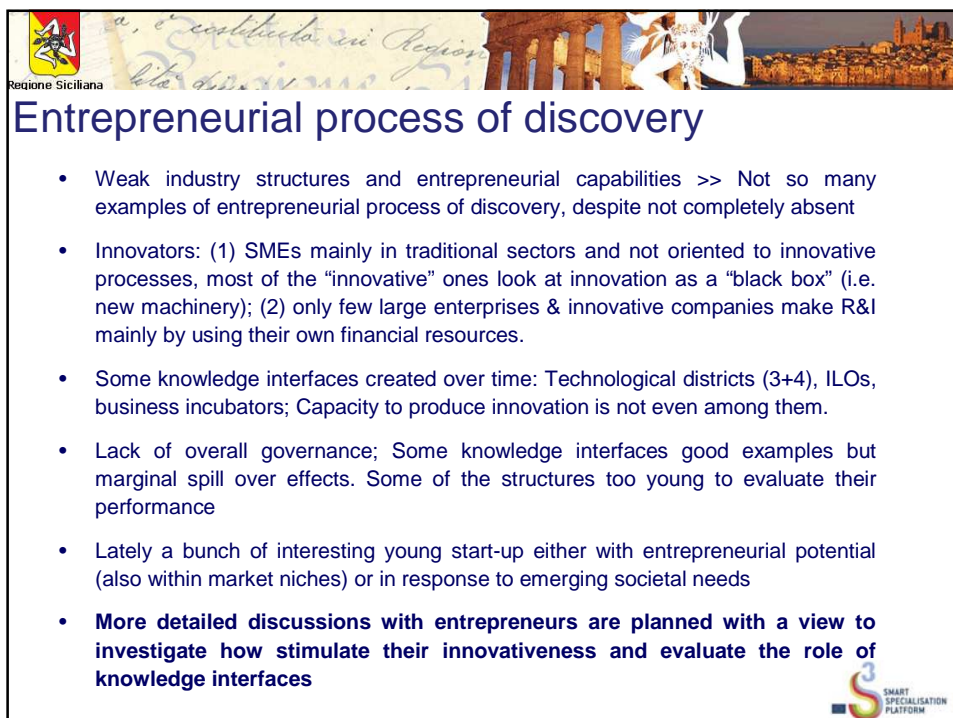 a, è costituita in Region
Regione Siciliana
Entrepreneurial process of discovery
• Weak industry structures and entrepreneurial capabilities >> Not so many
examples of entrepreneurial process of discovery, despite not completely absent
• Innovators: (1) SMEs mainly in traditional sectors and not oriented to innovative
processes, most of the “innovative” ones look at innovation as a “black box” (i.e.
new machinery); (2) only few large enterprises & innovative companies make R&I
mainly by using their own financial resources.
• Some knowledge interfaces created over time: Technological districts (3+4), ILOs,
business incubators; Capacity to produce innovation is not even among them.
• Lack of overall governance; Some knowledge interfaces good examples but
marginal spill over effects. Some of the structures too young to evaluate their
performance
• Lately a bunch of interesting young start-up either with entrepreneurial potential
(also within market niches) or in response to emerging societal needs
• More detailed discussions with entrepreneurs are planned with a view to
investigate how stimulate their innovativeness and evaluate the role of
knowledge interfaces
S3
SMART
SPECIALISATION
PLATFORM